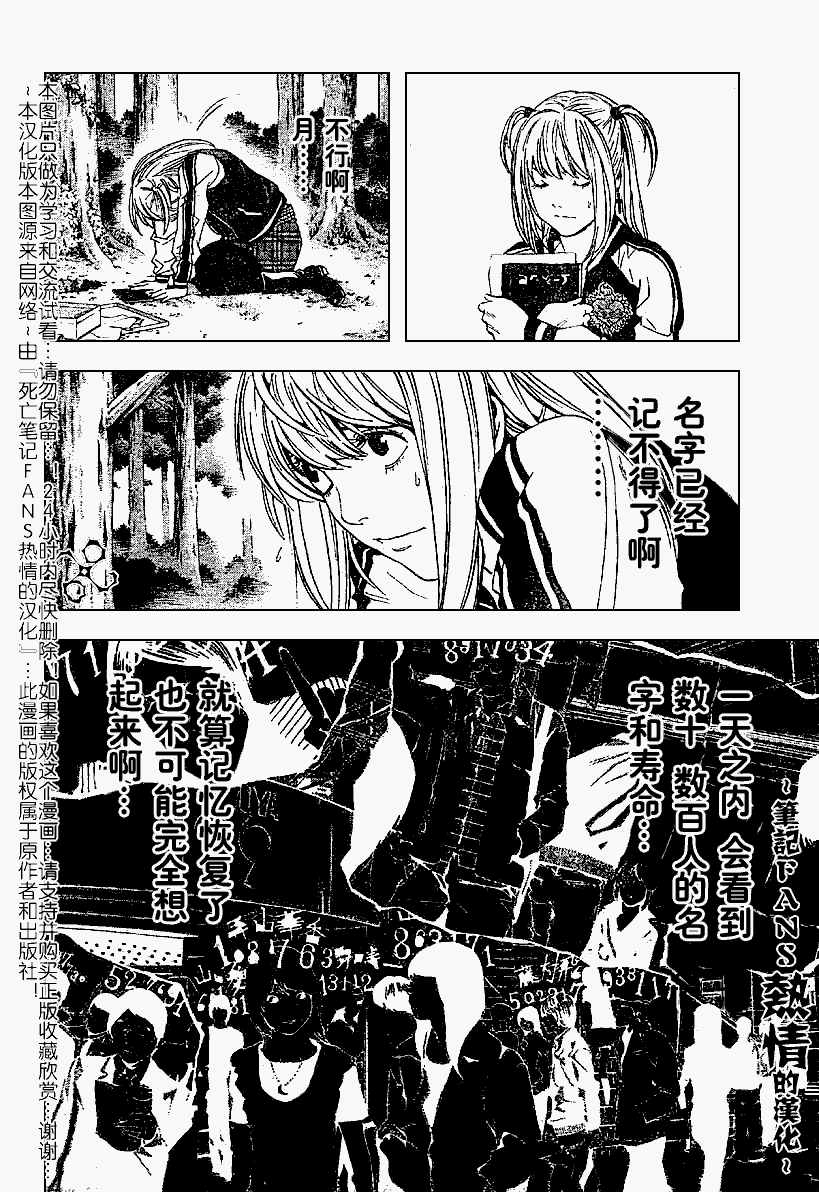 不行啊
月……
名字已经
记不得了啊
……
一天之内 会看到
数十 数百人的名
字和寿命…
就算记忆恢复了
也不可能完全想
起来啊…
8917034
528763
863171
13112
~筆記FANS熱情的漢化~
本图片只做为学习和交流试看…请勿保留…！24小时内尽快删除！如果喜欢这个漫画…请支持并购买正版收藏欣赏…谢谢…
~本汉化版本图源来自网络~由『死亡笔记FANS热情的汉化』…此漫画的版权属于原作者和出版社！